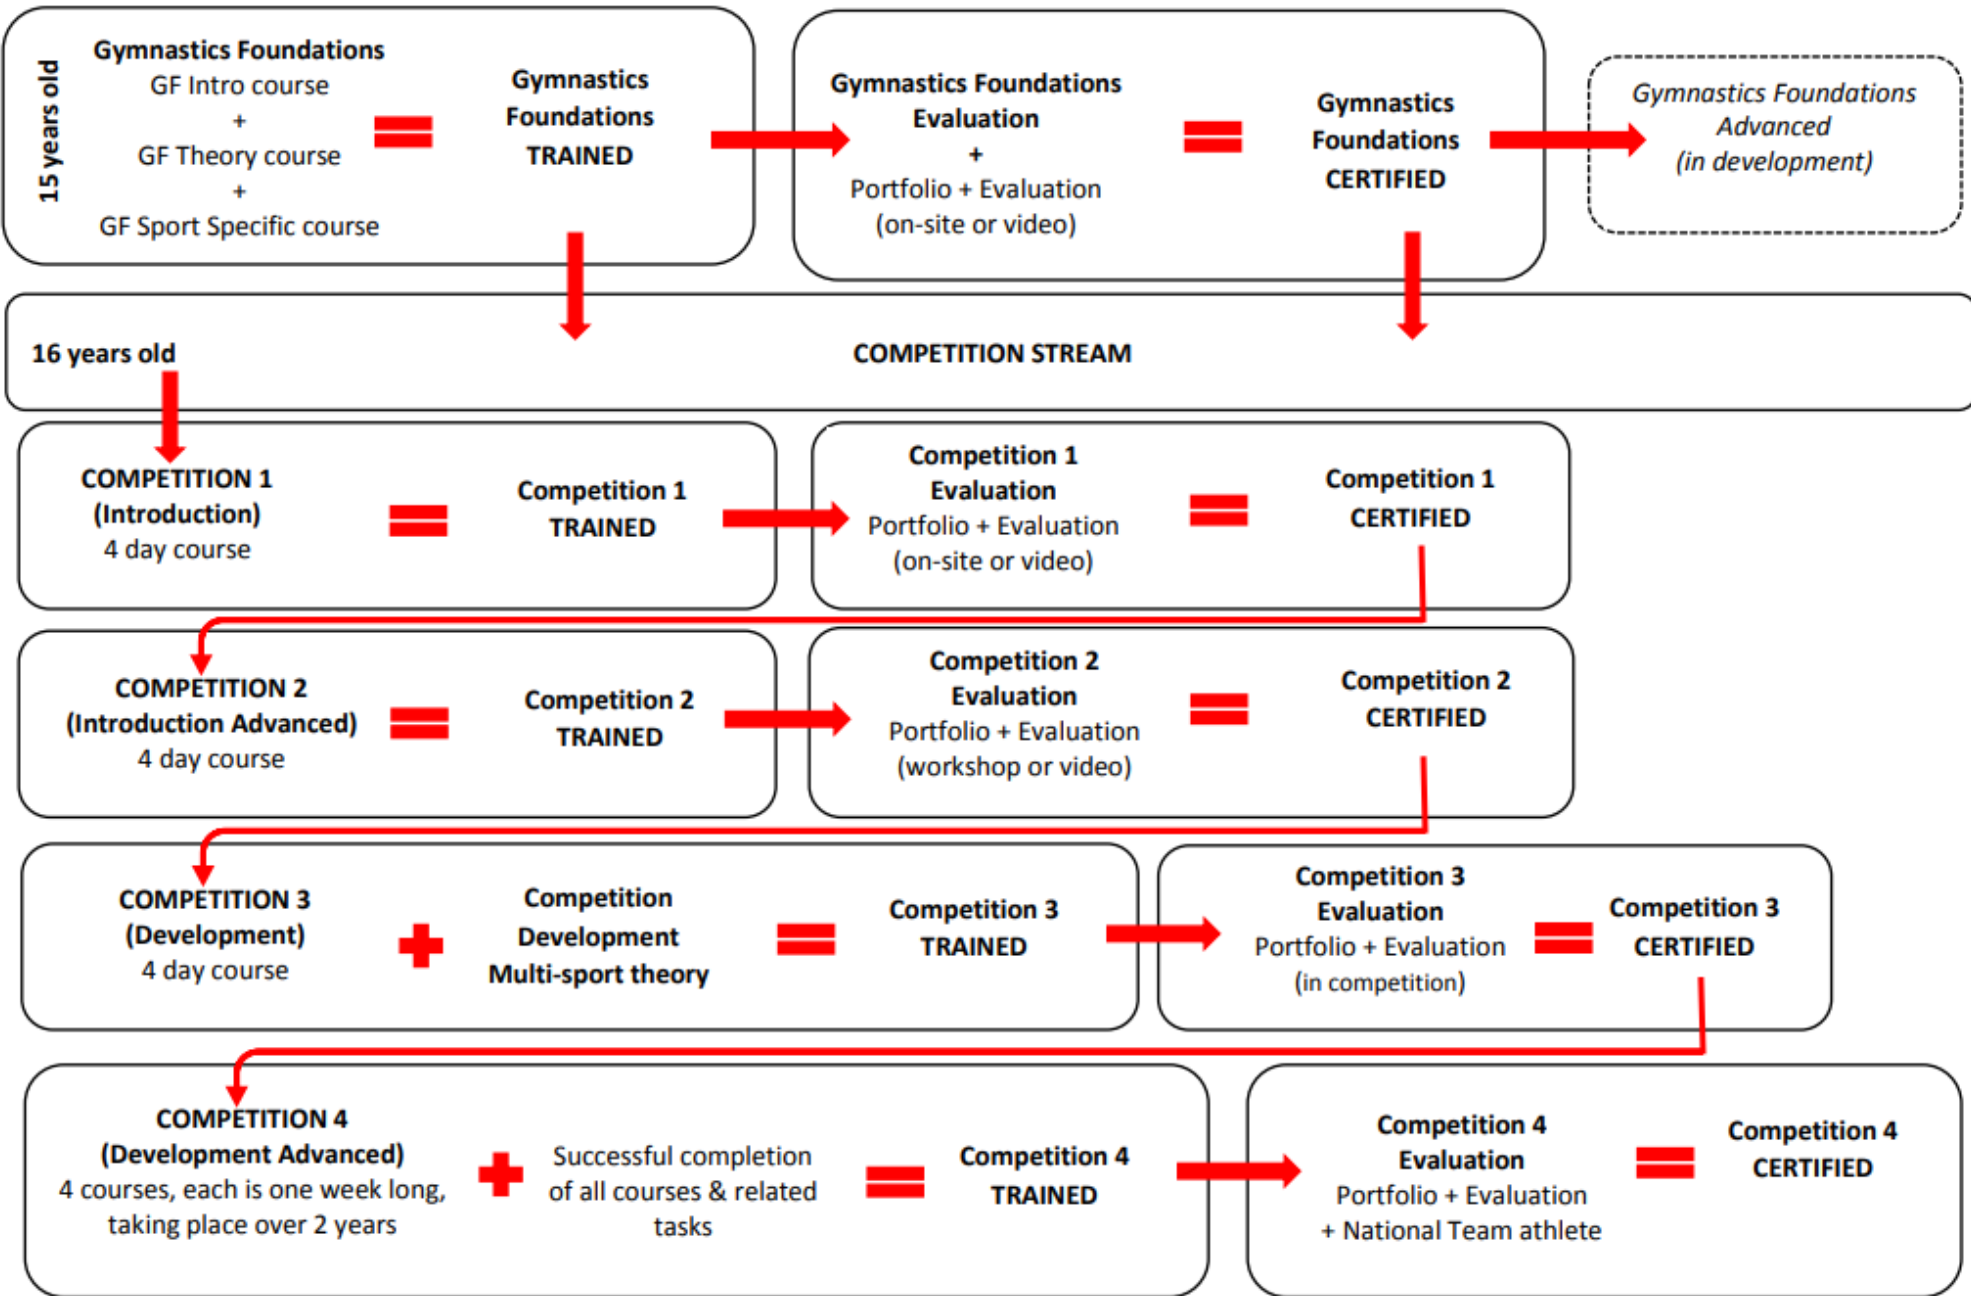 15 years old
Gymnastics Foundations
GF Intro course
+
GF Theory course
+
GF Sport Specific course
Gymnastics
Foundations
TRAINED
Gymnastics Foundations
Evaluation
+
Portfolio + Evaluation
(on-site or video)
Gymnastics
Foundations
CERTIFIED
Gymnastics Foundations
Advanced
(in development)
16 years old
COMPETITION STREAM
COMPETITION 1
(Introduction)
4 day course
Competition 1
TRAINED
Competition 1
Evaluation
Portfolio + Evaluation
(on-site or video)
Competition 1
CERTIFIED
COMPETITION 2
(Introduction Advanced)
4 day course
Competition 2
TRAINED
Competition 2
Evaluation
Portfolio + Evaluation
(workshop or video)
Competition 2
CERTIFIED
COMPETITION 3
(Development)
4 day course
Competition
Development
Multi-sport theory
Competition 3
TRAINED
Competition 3
Evaluation
Portfolio + Evaluation
(in competition)
Competition 3
CERTIFIED
COMPETITION 4
(Development Advanced)
4 courses, each is one week long,
taking place over 2 years
Successful completion
of all courses & related
tasks
Competition 4
TRAINED
Competition 4
Evaluation
Portfolio + Evaluation
+ National Team athlete
Competition 4
CERTIFIED